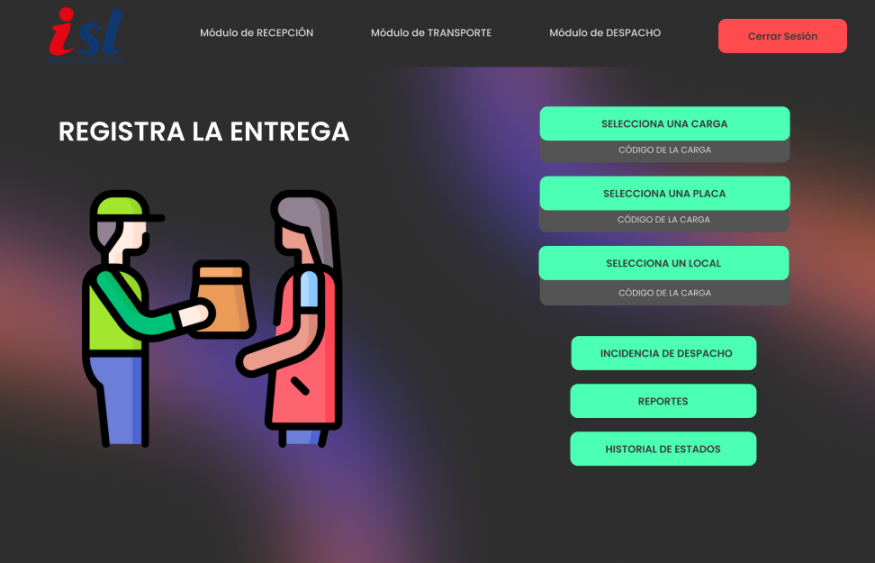 isl
Módulo de RECEPCIÓN
Módulo de TRANSPORTE
Módulo de DESPACHO
Cerrar Sesión
REGISTRA LA ENTREGA
SELECCIONA UNA CARGA
CÓDIGO DE LA CARGA
SELECCIONA UNA PLACA
CÓDIGO DE LA CARGA
SELECCIONA UN LOCAL
CÓDIGO DE LA CARGA
INCIDENCIA DE DESPACHO
REPORTES
HISTORIAL DE ESTADOS